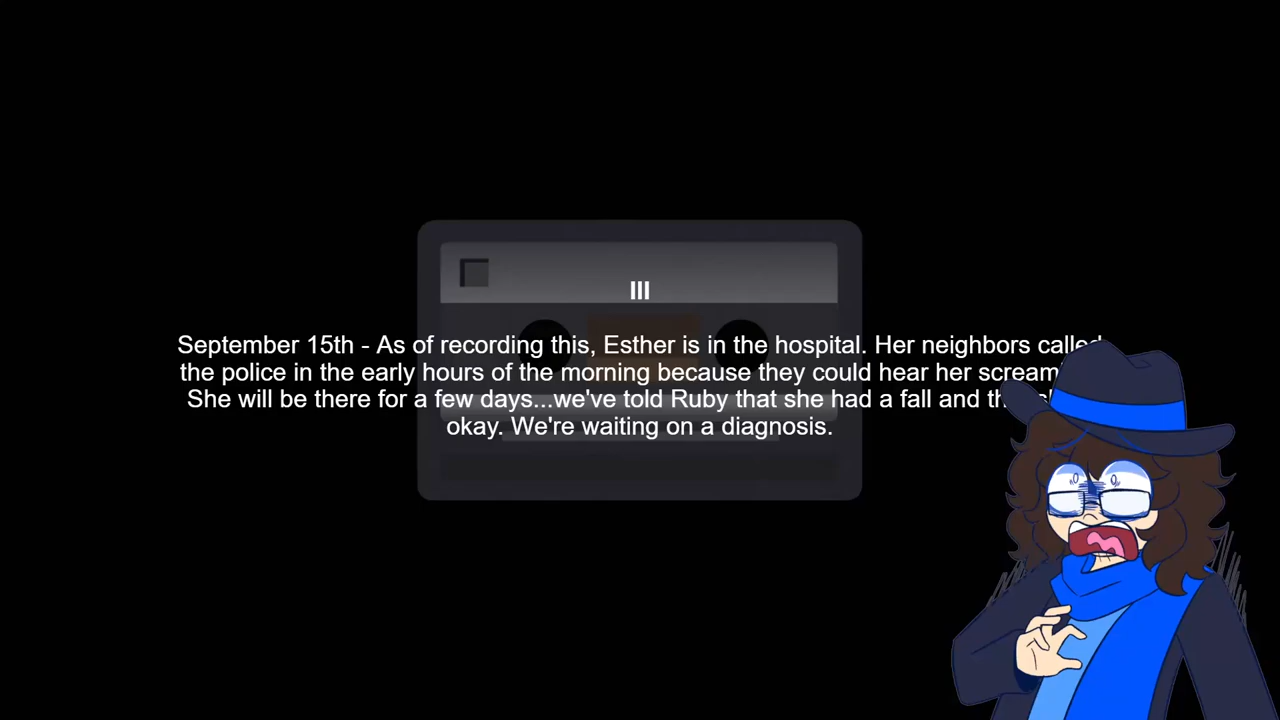 III
September 15th - As of recording this, Esther is in the hospital. Her neighbors called
the police in the early hours of the morning because they could hear her
She will be there for a few days...we've told Ruby that she had a fall and
okay. We're waiting on a diagnosis.